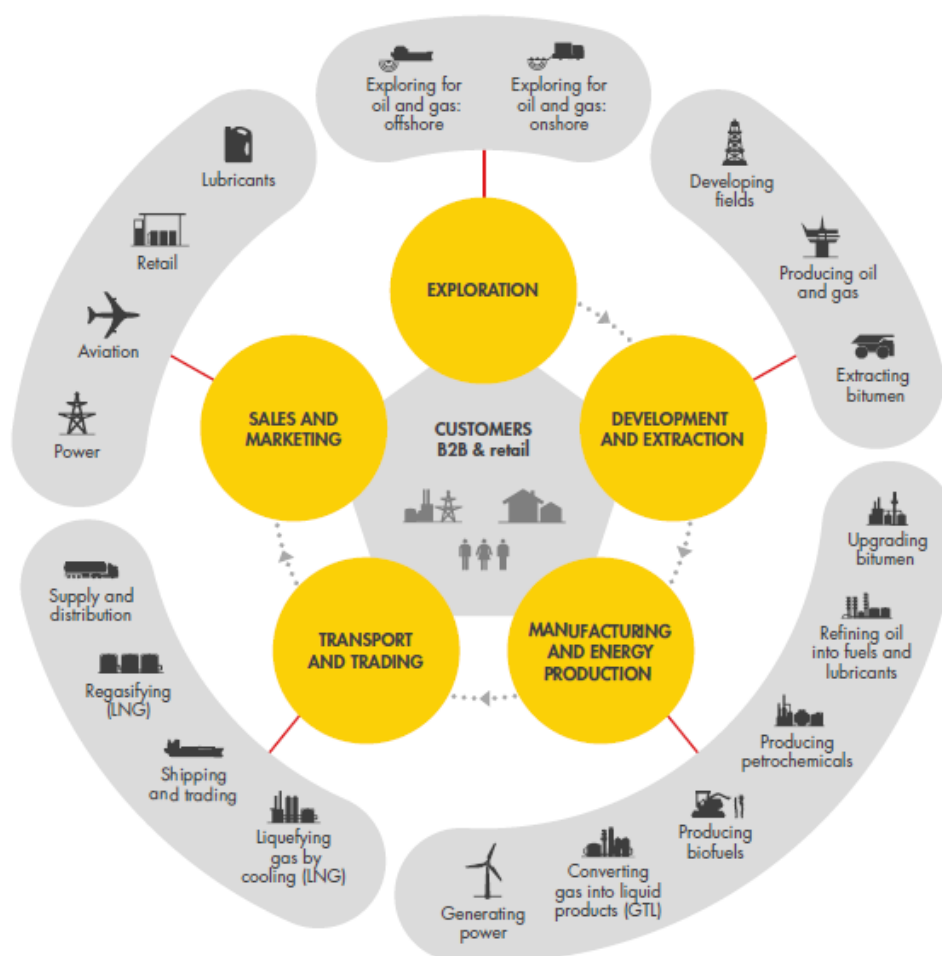 Exploring for
oil and gas:
offshore
Exploring for
oil and gas:
onshore
Developing
fields
Producing oil
and gas
Extracting
bitumen
Upgrading
bitumen
Refining oil
into fuels and
lubricants
Producing
petrochemicals
Producing
biofuels
Converting
gas into liquid
products (GTL)
Generating
power
Liquefying
gas by
cooling (LNG)
Shipping
and trading
Regasifying
(LNG)
Supply and
distribution
Power
Aviation
Retail
Lubricants
EXPLORATION
DEVELOPMENT
AND EXTRACTION
MANUFACTURING
AND ENERGY
PRODUCTION
TRANSPORT
AND TRADING
SALES AND
MARKETING
CUSTOMERS
B2B & retail